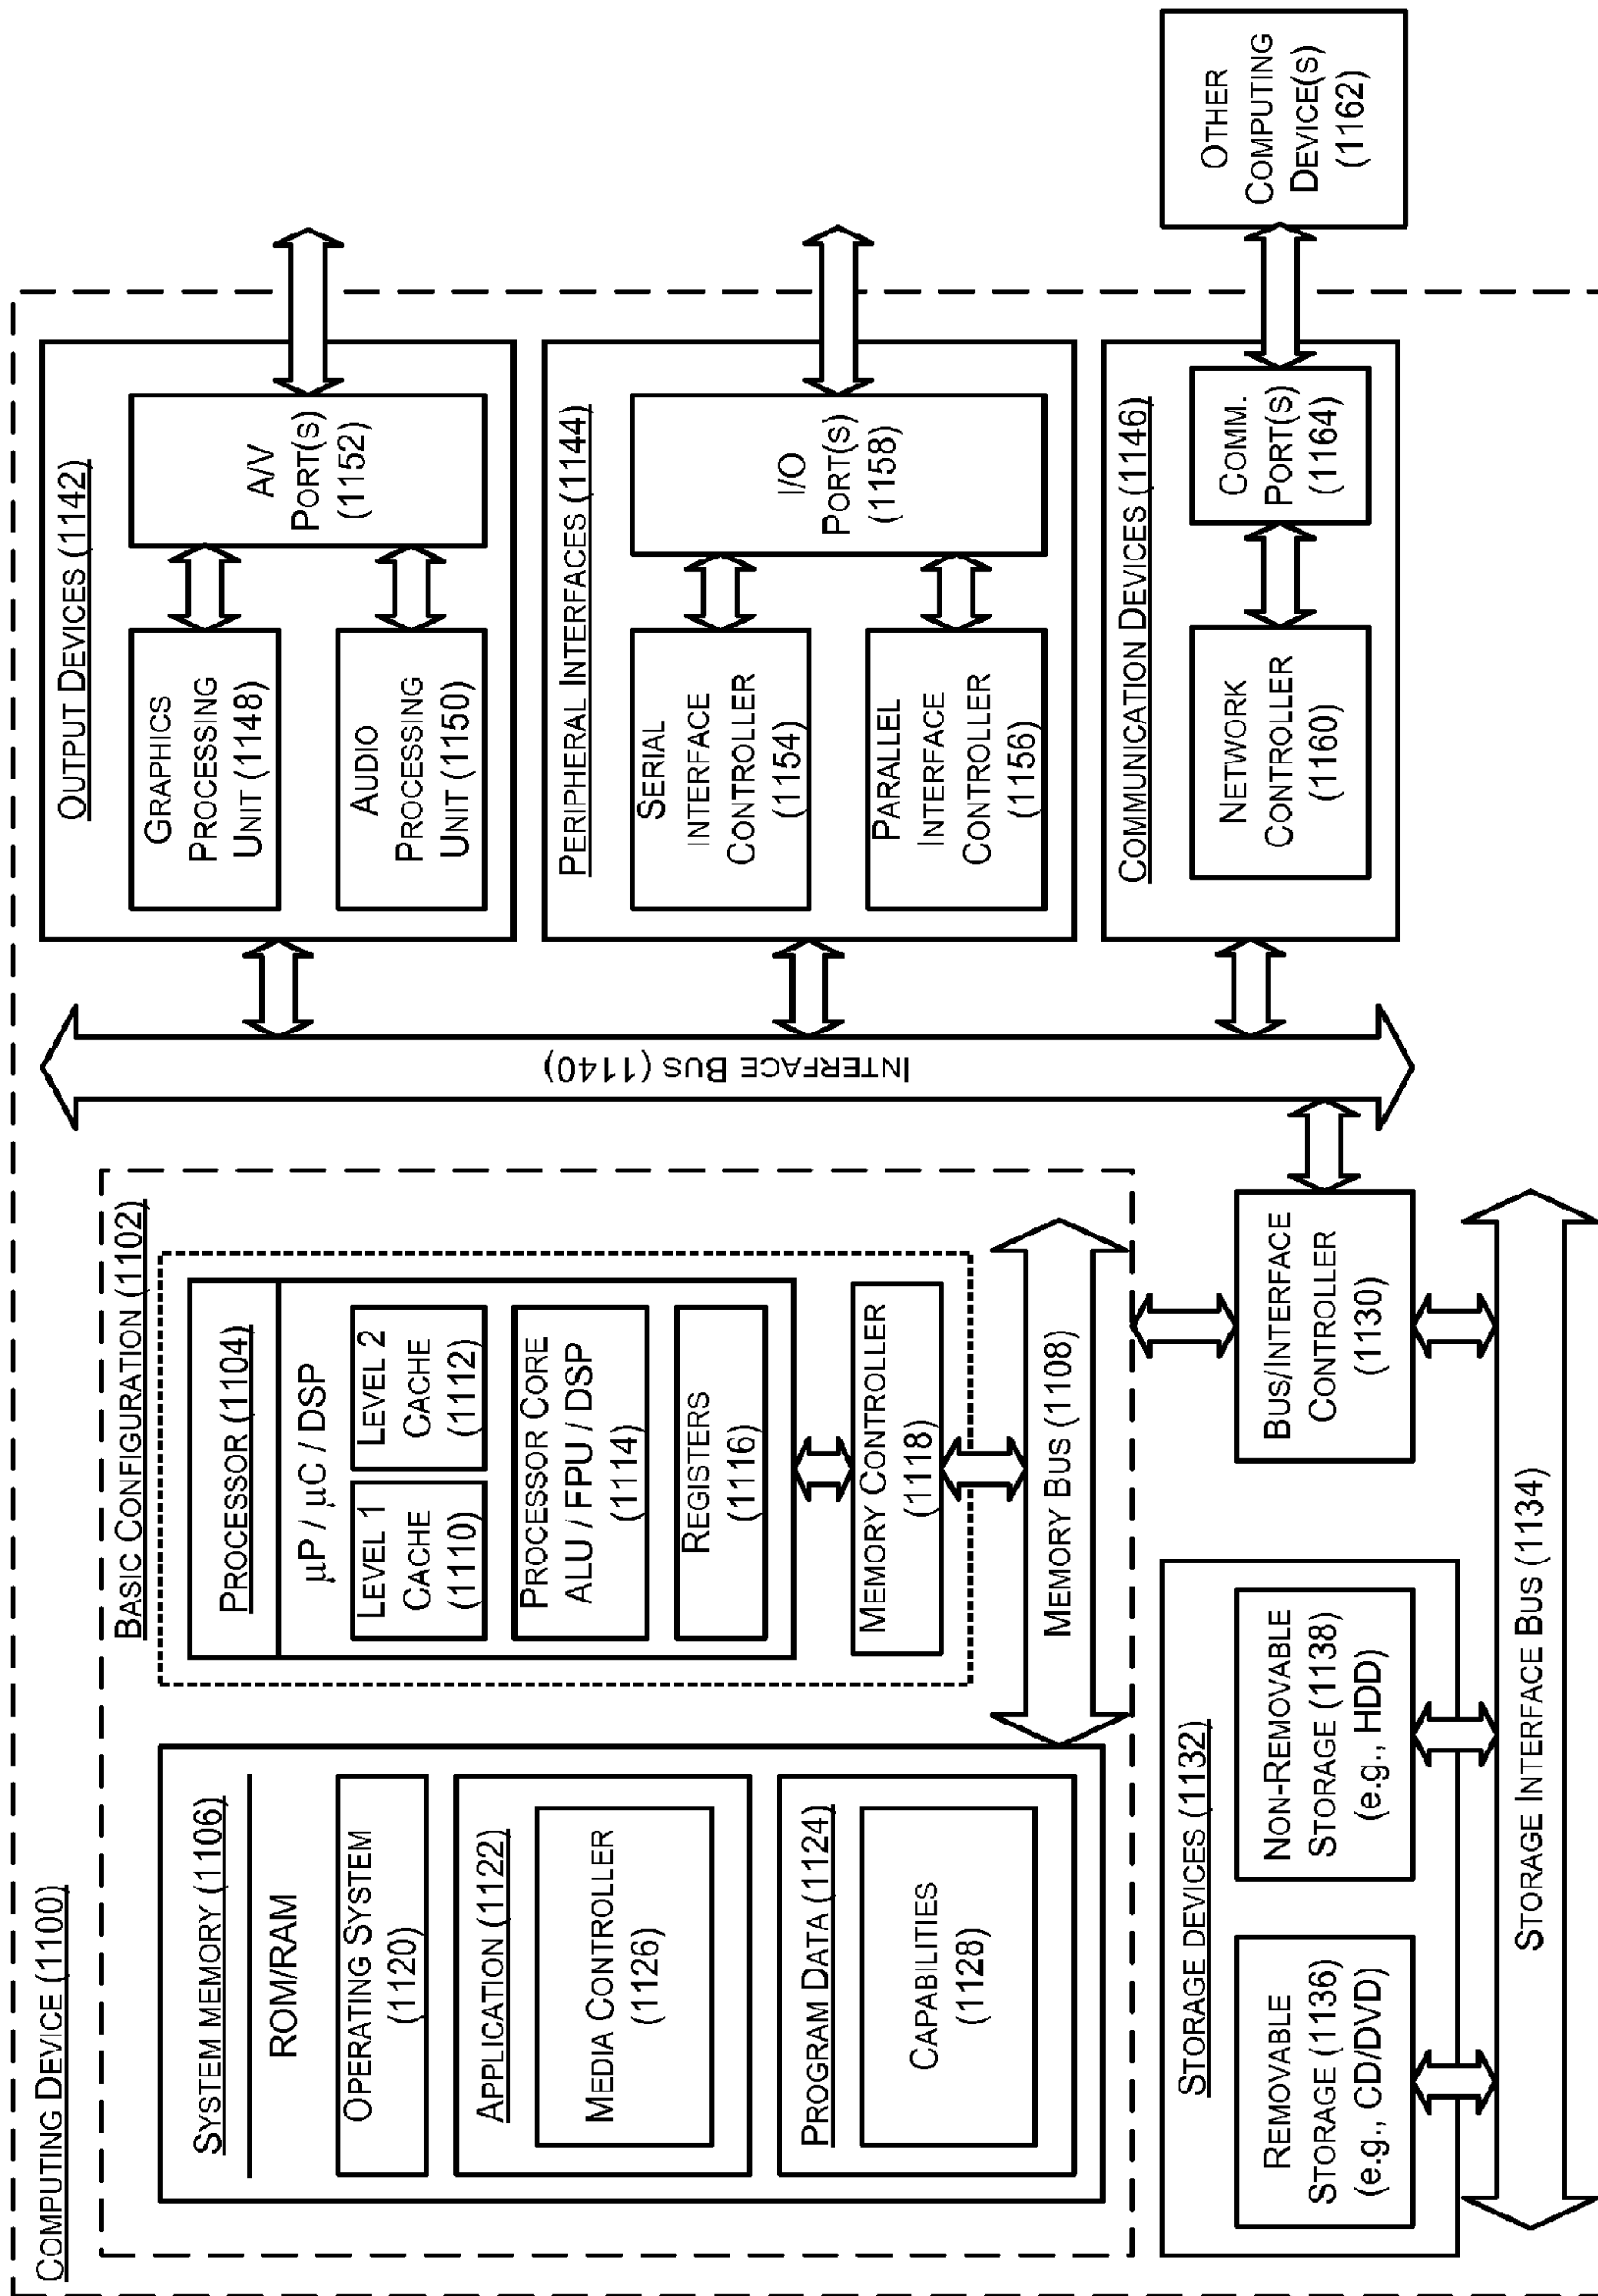 COMPUTING DEVICE (1100)
BASIC CONFIGURATION (1102)
SYSTEM MEMORY (1106)
ROM/RAM
OPERATING SYSTEM
(1120)
APPLICATION (1122)
MEDIA CONTROLLER
(1126)
PROGRAM DATA (1124)
CAPABILITIES
(1128)
PROCESSOR (1104)
µP / µC / DSP
LEVEL 1
CACHE
(1110)
LEVEL 2
CACHE
(1112)
PROCESSOR CORE
ALU / FPU / DSP
(1114)
REGISTERS
(1116)
MEMORY CONTROLLER
(1118)
MEMORY BUS (1108)
STORAGE DEVICES (1132)
REMOVABLE
STORAGE (1136)
(e.g., CD/DVD)
NON-REMOVABLE
STORAGE (1138)
(e.g., HDD)
BUS/INTERFACE
CONTROLLER
(1130)
STORAGE INTERFACE BUS (1134)
INTERFACE BUS (1140)
OUTPUT DEVICES (1142)
GRAPHICS
PROCESSING
UNIT (1148)
AUDIO
PROCESSING
UNIT (1150)
A/V
PORT(S)
(1152)
PERIPHERAL INTERFACES (1144)
SERIAL
INTERFACE
CONTROLLER
(1154)
PARALLEL
INTERFACE
CONTROLLER
(1156)
I/O
PORT(S)
(1158)
COMMUNICATION DEVICES (1146)
NETWORK
CONTROLLER
(1160)
COMM.
PORT(S)
(1164)
OTHER
COMPUTING
DEVICE(S)
(1162)